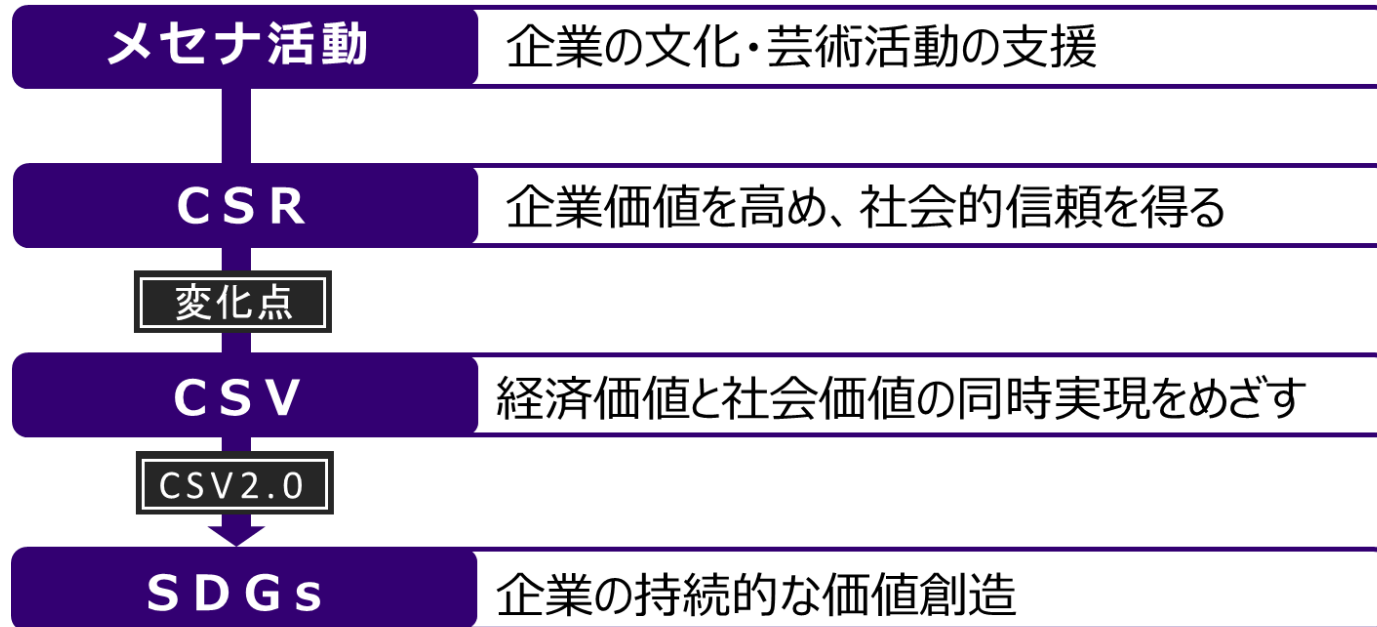 メセナ活動 企業の文化・芸術活動の支援
CSR 企業価値を高め、社会的信頼を得る
変化点
CSV 経済価値と社会価値の同時実現をめざす
CSV2.0
SDGs 企業の持続的な価値創造